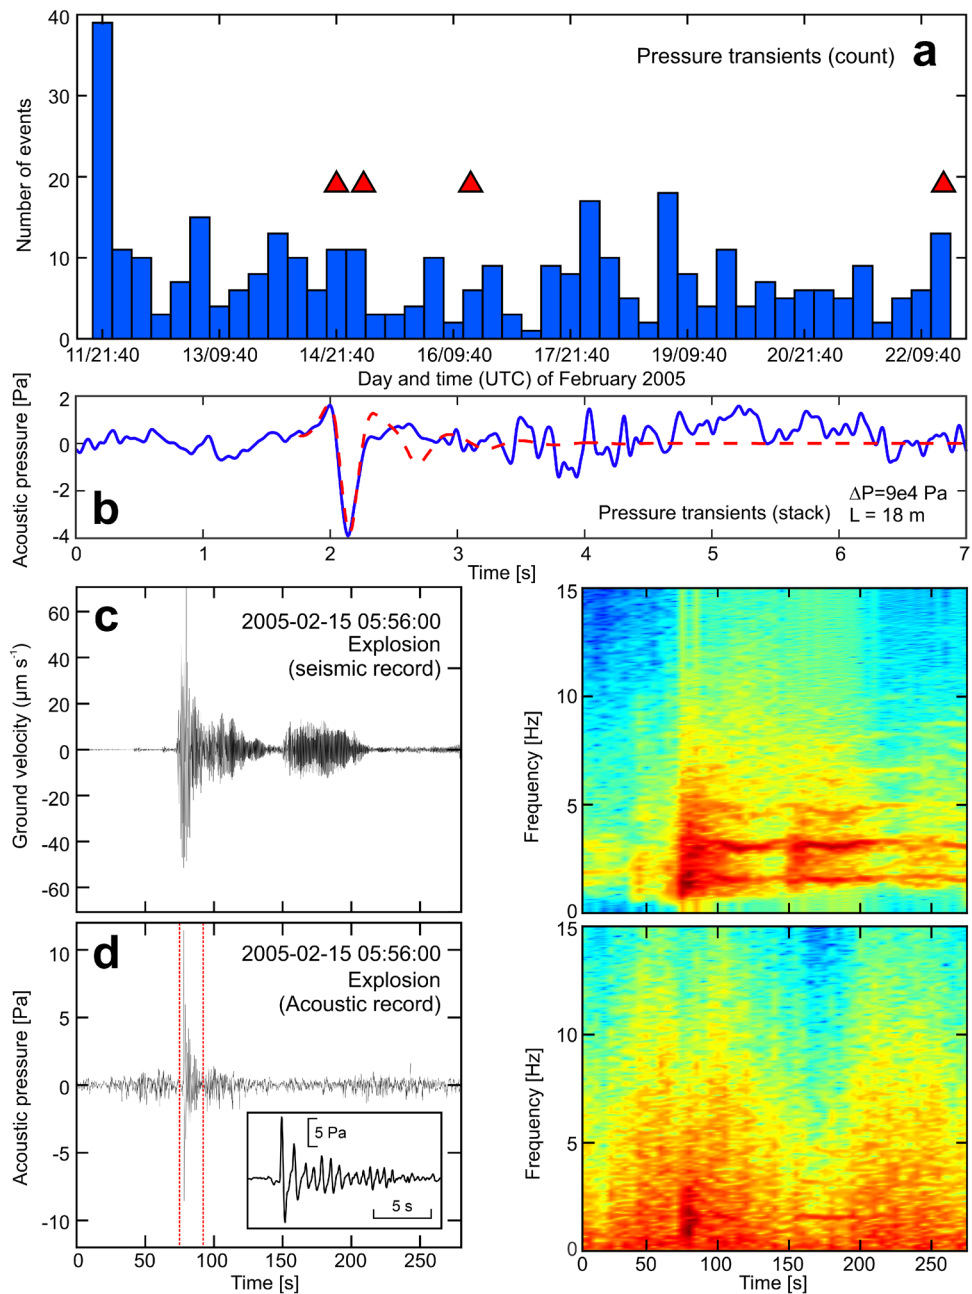 Pressure transients (count) a
Number of events
40
30
20
10
0
11/21:40 13/09:40 14/21:40 16/09:40 17/21:40 19/09:40 20/21:40 22/09:40
Day and time (UTC) of February 2005
Acoustic pressure [Pa]
2
0
-2
-4
b
Pressure transients (stack)
ΔP=9e4 Pa
L = 18 m
0 1 2 3 4 5 6 7
Time [s]
c
2005-02-15 05:56:00
Explosion
(seismic record)
Ground velocity (μm s⁻¹)
60
40
20
0
-20
-40
-60
Frequency [Hz]
15
10
5
0
0 50 100 150 200 250
d
2005-02-15 05:56:00
Explosion
(Acoustic record)
Acoustic pressure [Pa]
10
5
0
-5
-10
5 Pa
5 s
0 50 100 150 200 250
Time [s]
Frequency [Hz]
15
10
5
0
0 50 100 150 200 250
Time [s]